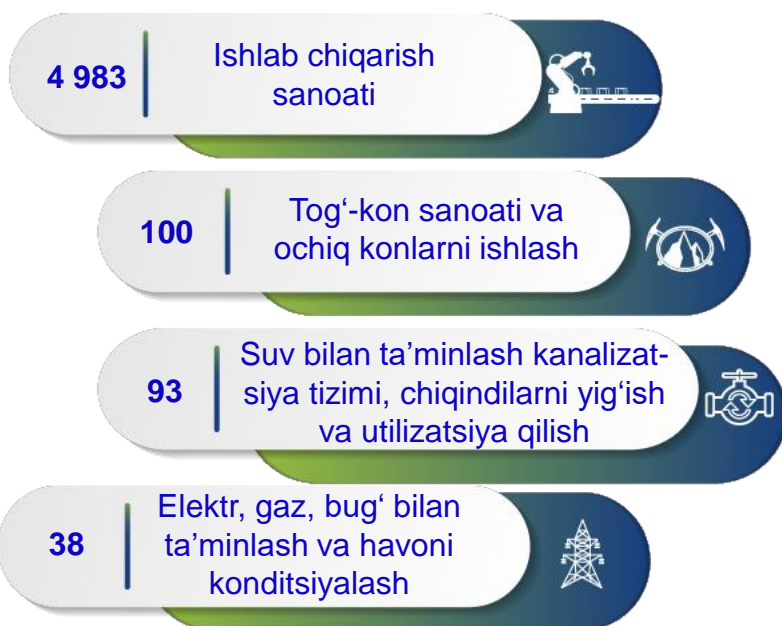 4 983
Ishlab chiqarish
sanoati
100
Tog‘-kon sanoati va
ochiq konlarni ishlash
93
Suv bilan ta’minlash kanalizat-
siya tizimi, chiqindilarni yig‘ish
va utilizatsiya qilish
38
Elektr, gaz, bug‘ bilan
ta’minlash va havoni
konditsiyalash